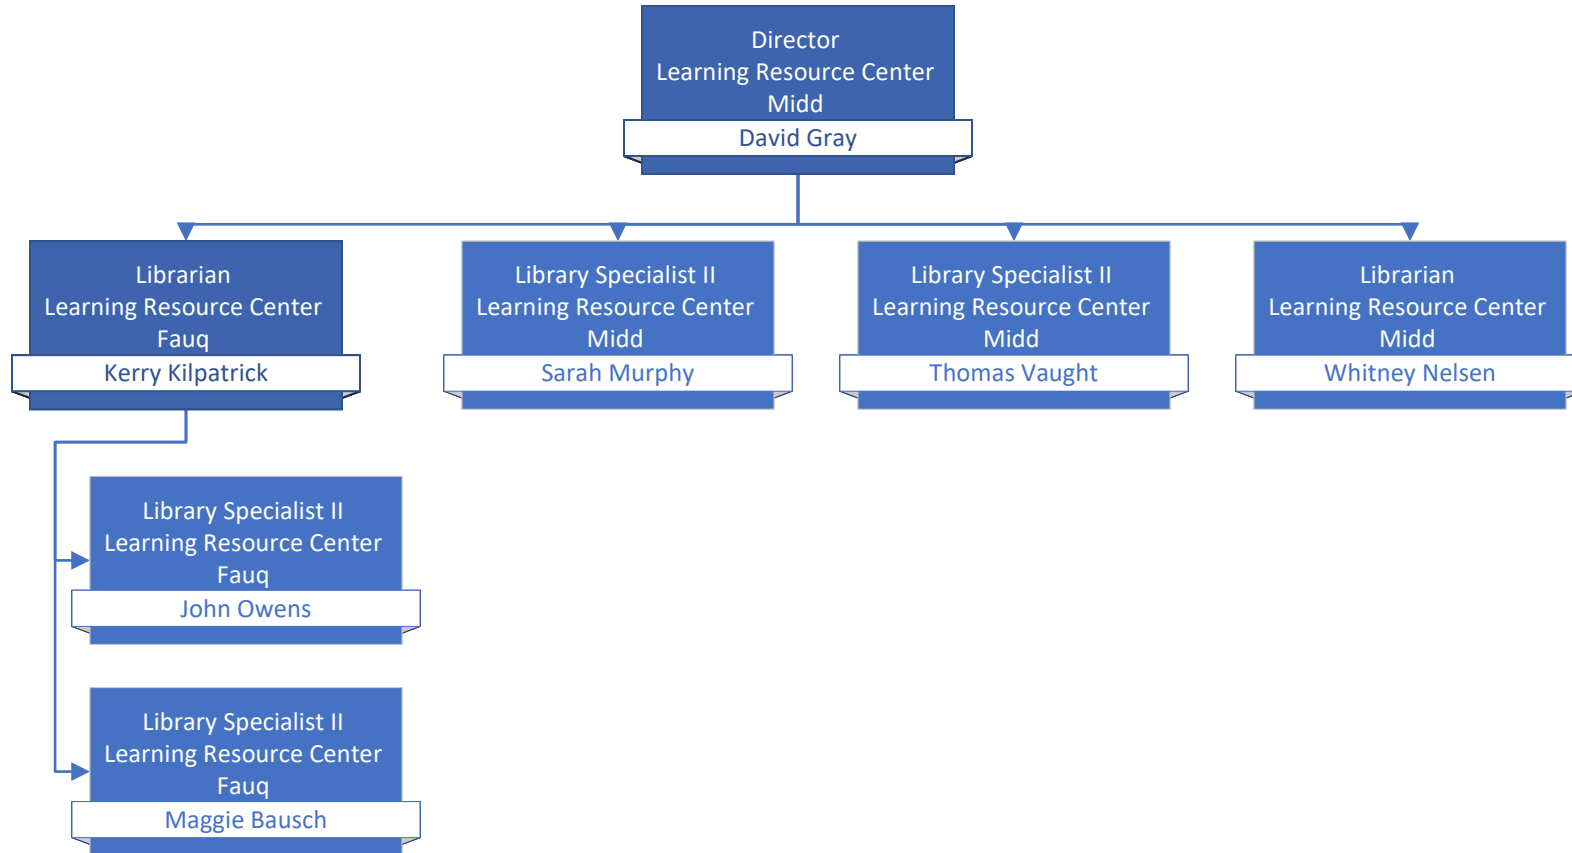 Director
Learning Resource Center
Midd
David Gray
Librarian
Learning Resource Center
Fauq
Kerry Kilpatrick
Library Specialist II
Learning Resource Center
Midd
Sarah Murphy
Library Specialist II
Learning Resource Center
Midd
Thomas Vaught
Librarian
Learning Resource Center
Midd
Whitney Nelsen
Library Specialist II
Learning Resource Center
Fauq
John Owens
Library Specialist II
Learning Resource Center
Fauq
Maggie Bausch